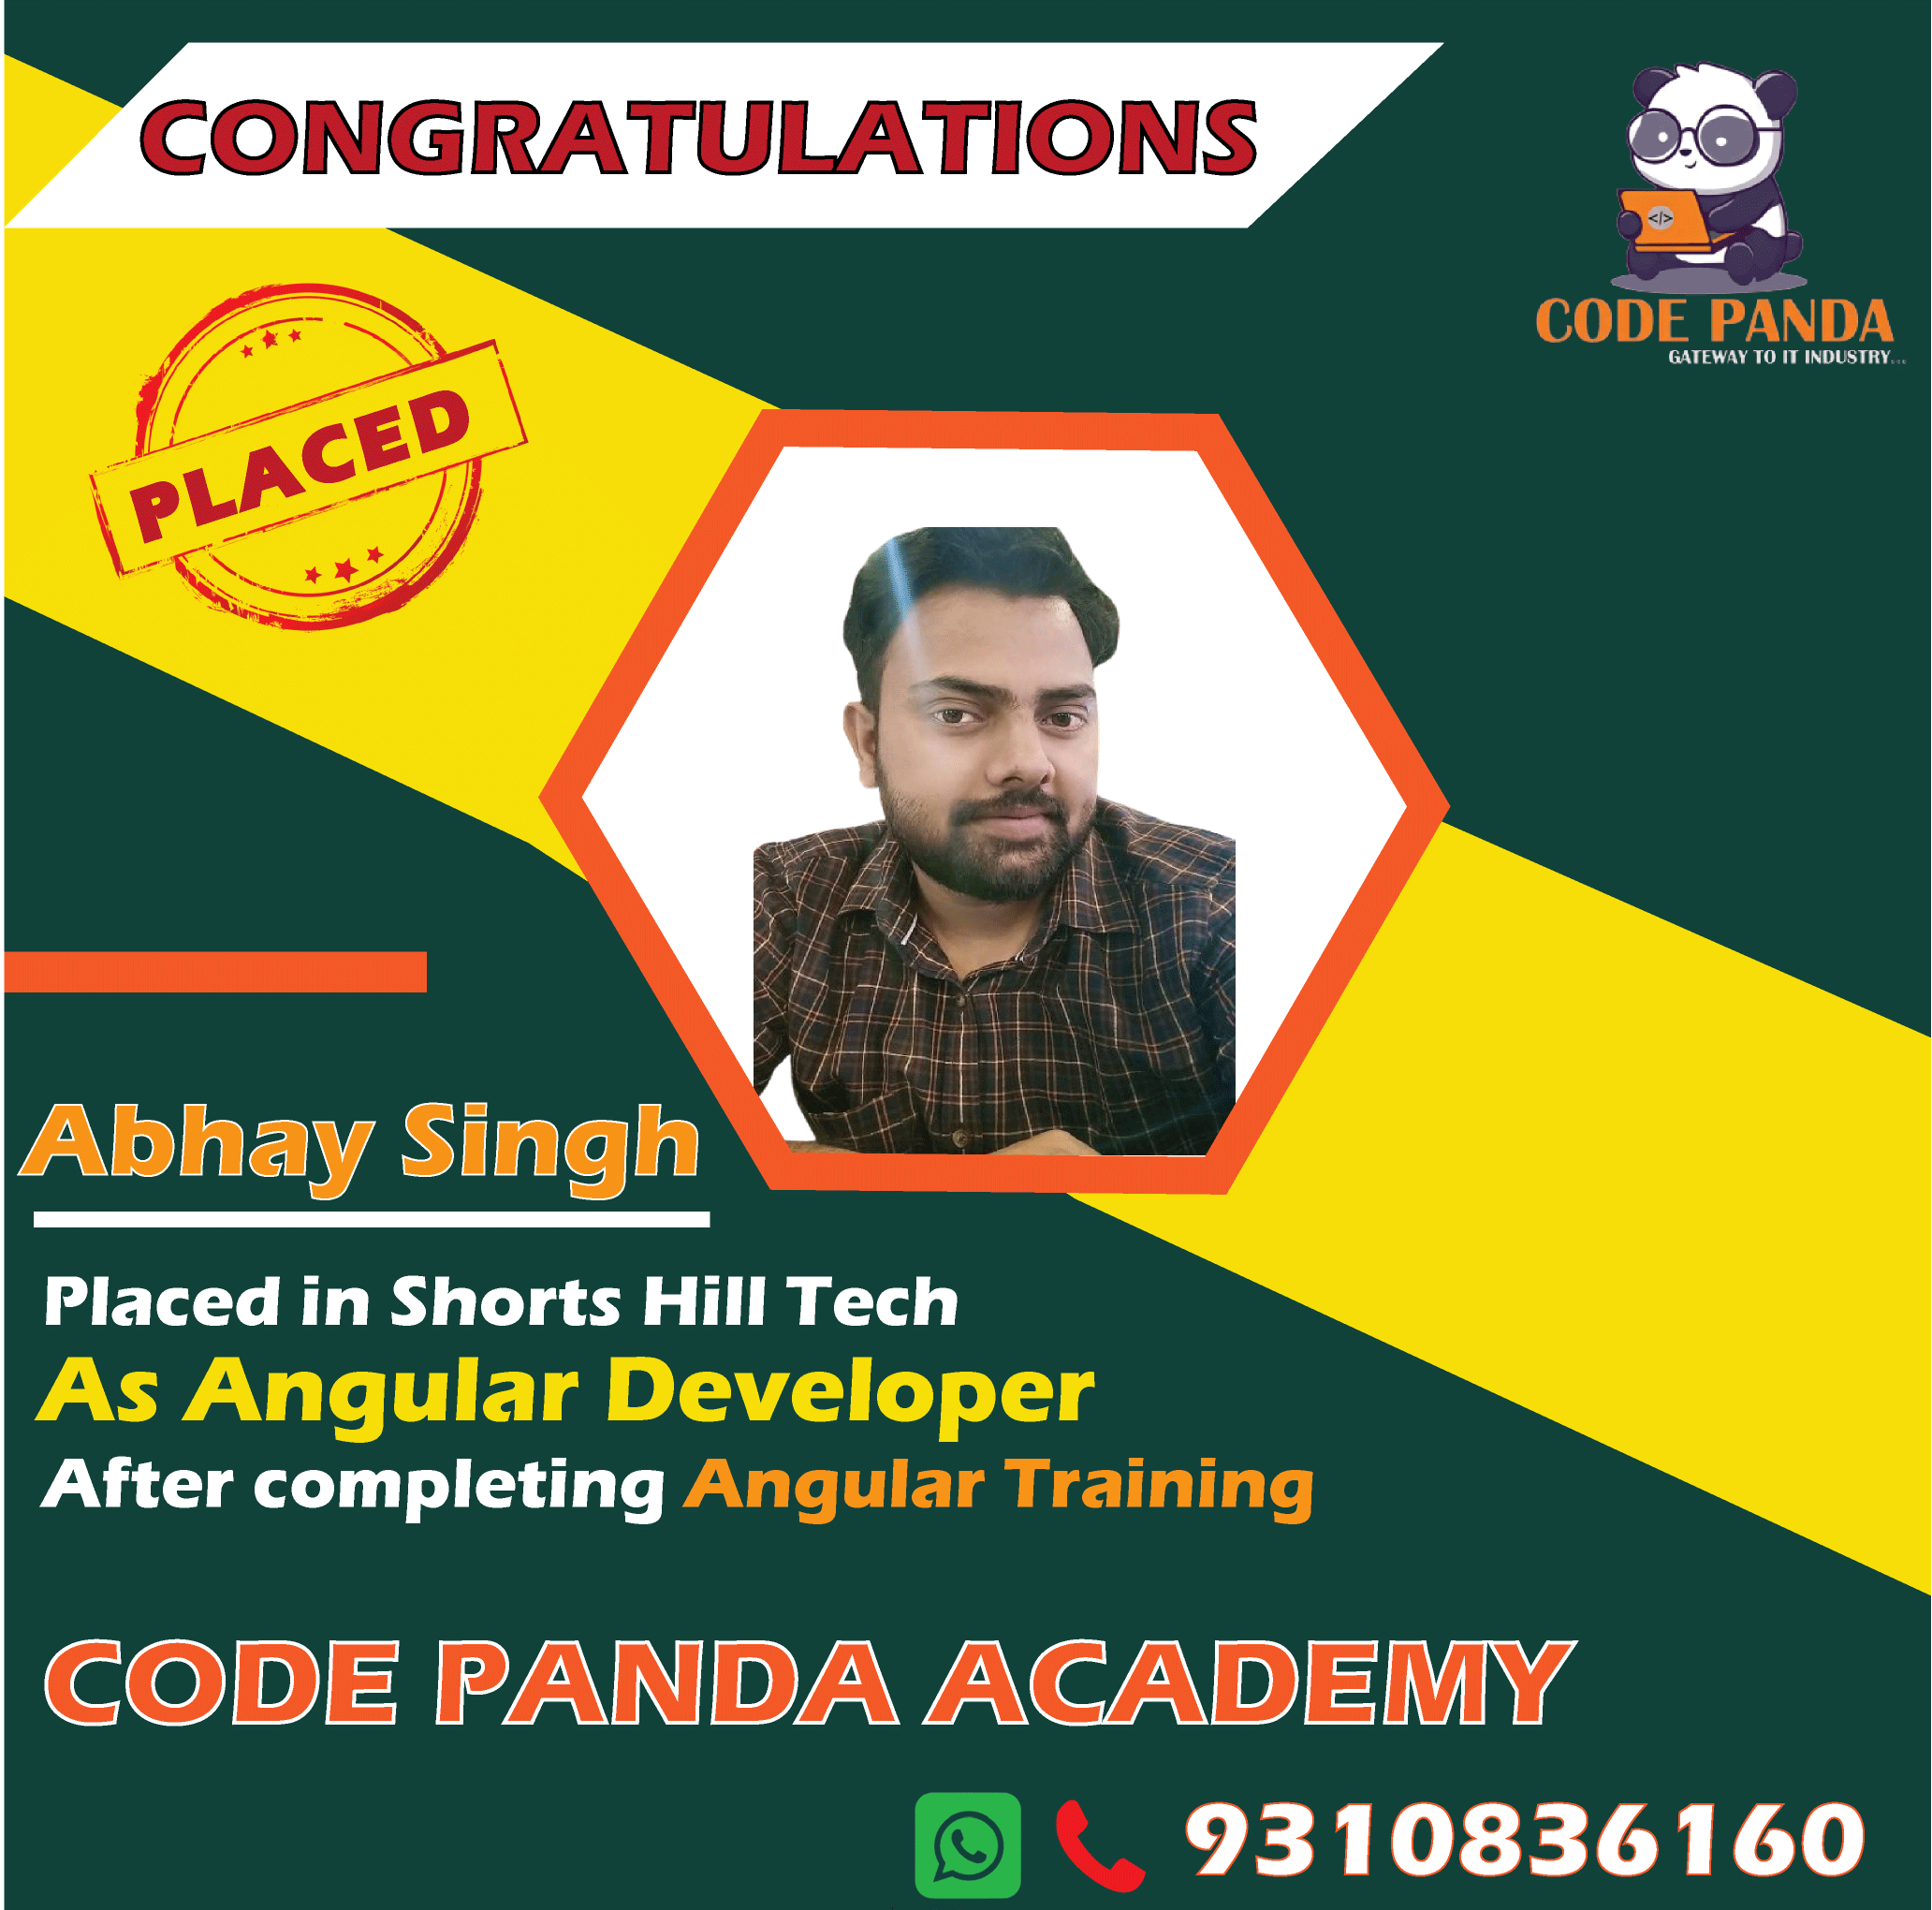 CONGRATULATIONS
</>
CODE PANDA
GATEWAY TO IT INDUSTRY...
PLACED
Abhay Singh
Placed in Shorts Hill Tech
As Angular Developer
After completing Angular Training
CODE PANDA ACADEMY
9310836160